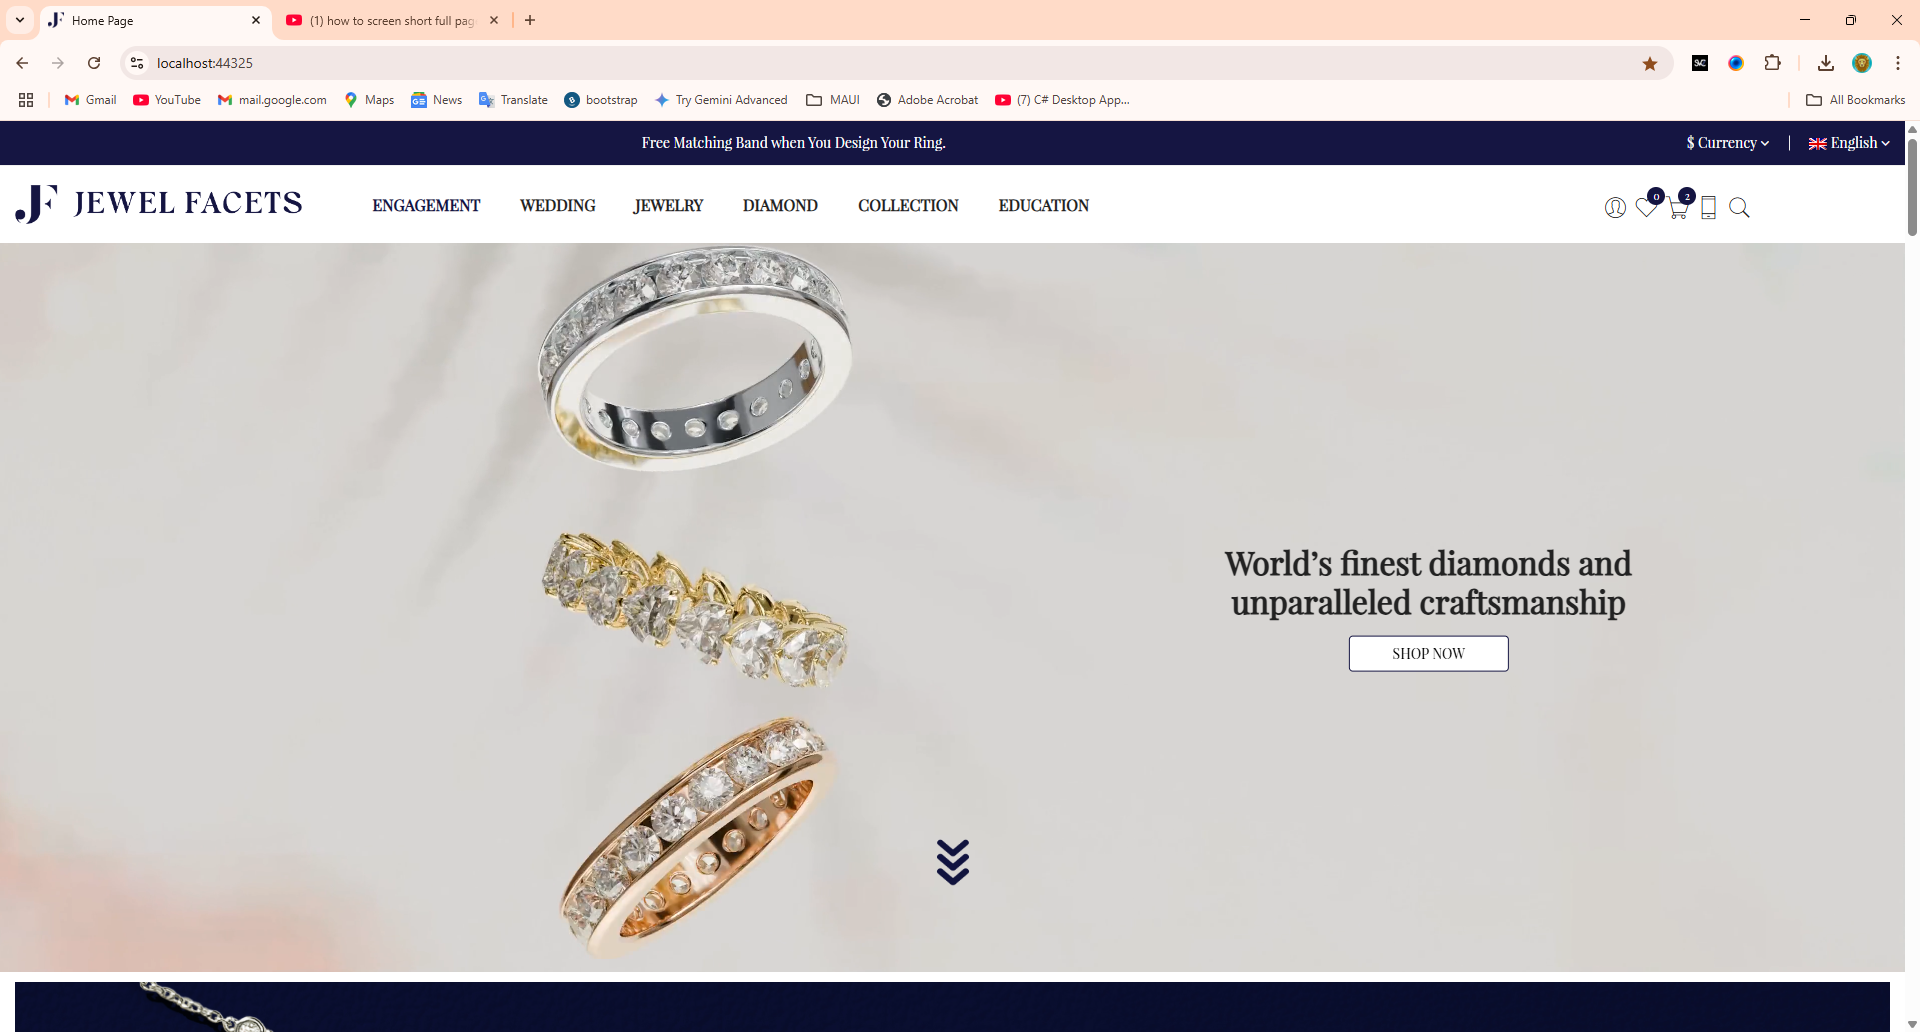 Home Page
(1) how to screen short full pag
localhost:44325
Gmail
YouTube
mail.google.com
Maps
News
Translate
bootstrap
Try Gemini Advanced
MAUI
Adobe Acrobat
(7) C# Desktop App...
All Bookmarks
Free Matching Band when You Design Your Ring.
$ Currency
English
JF JEWEL FACETS
ENGAGEMENT
WEDDING
JEWELRY
DIAMOND
COLLECTION
EDUCATION
0
2
World's finest diamonds and
unparalleled craftsmanship
SHOP NOW